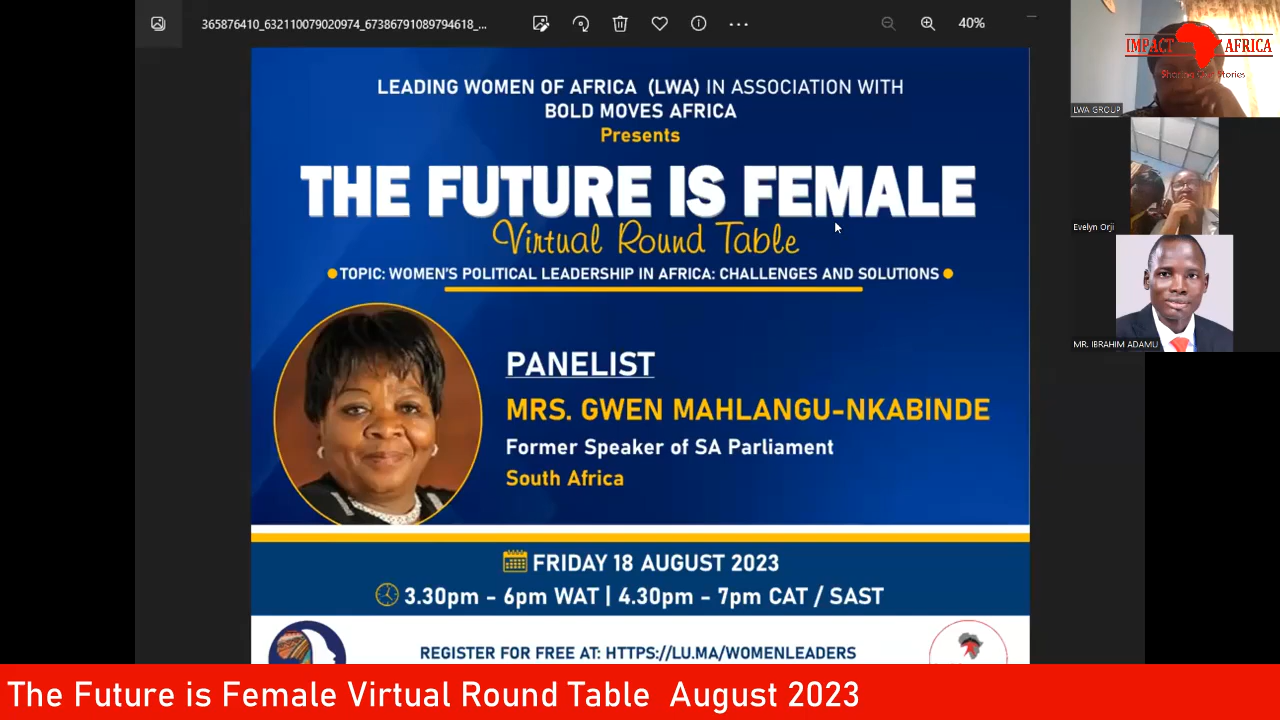 365876410_632110079020974_67386791089794618_...
40%
IMPACT AFRICA
Sharing Our Stories
LWA GROUP
Evelyn Orji
MR. IBRAHIM ADAMU
LEADING WOMEN OF AFRICA (LWA) IN ASSOCIATION WITH
BOLD MOVES AFRICA
Presents
THE FUTURE IS FEMALE
Virtual Round Table
TOPIC: WOMEN'S POLITICAL LEADERSHIP IN AFRICA: CHALLENGES AND SOLUTIONS
PANELIST
MRS. GWEN MAHLANGU-NKABINDE
Former Speaker of SA Parliament
South Africa
FRIDAY 18 AUGUST 2023
3.30pm - 6pm WAT | 4.30pm - 7pm CAT / SAST
REGISTER FOR FREE AT: HTTPS://LU.MA/WOMENLEADERS
The Future is Female Virtual Round Table August 2023